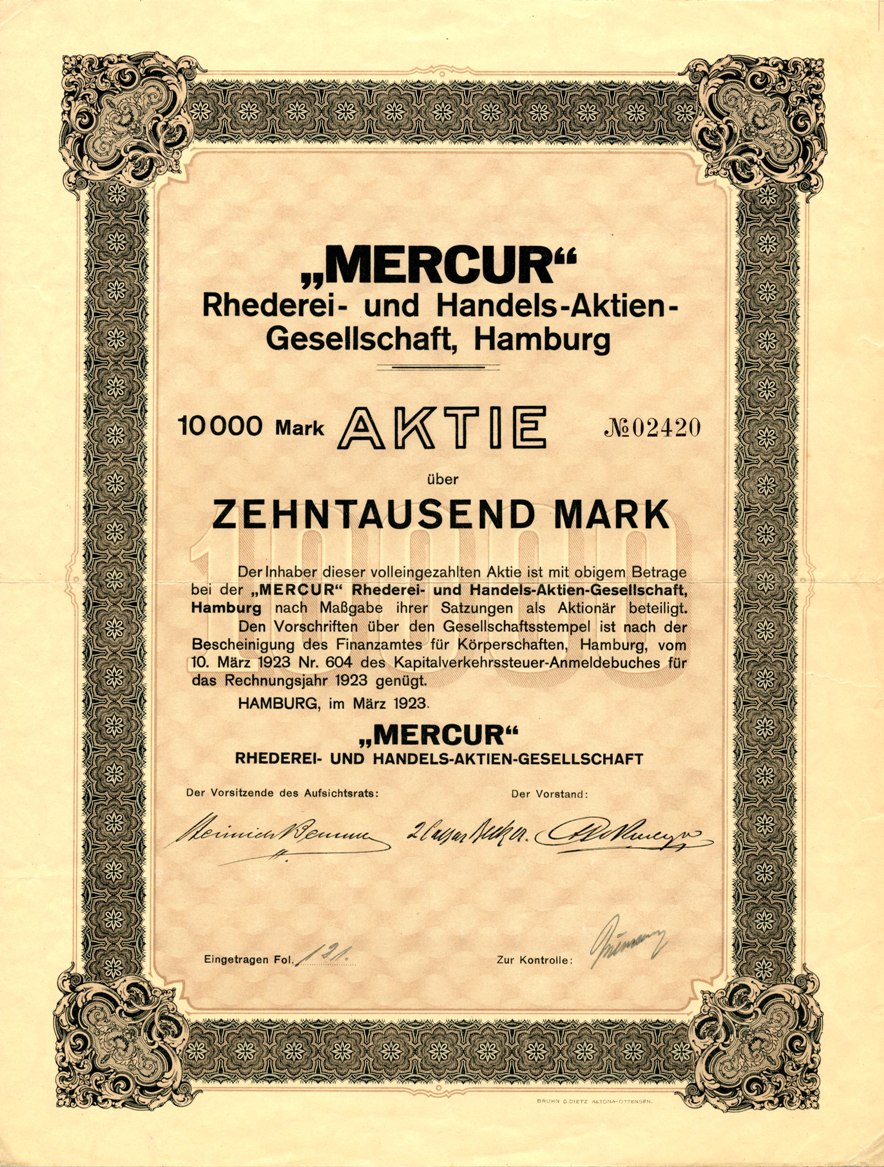 „MERCUR“
Rhederei- und Handels-Aktien-
Gesellschaft, Hamburg
10000 Mark AKTIE №02420
über
ZEHNTAUSEND MARK
10000
Der Inhaber dieser volleingezahlten Aktie ist mit obigem Betrage
bei der „MERCUR“ Rhederei- und Handels-Aktien-Gesellschaft,
Hamburg nach Maßgabe ihrer Satzungen als Aktionär beteiligt.
Den Vorschriften über den Gesellschaftsstempel ist nach der
Bescheinigung des Finanzamtes für Körperschaften, Hamburg, vom
10. März 1923 Nr. 604 des Kapitalverkehrssteuer-Anmeldebuches für
das Rechnungsjahr 1923 genügt.
HAMBURG, im März 1923.
„MERCUR“
RHEDEREI- UND HANDELS-AKTIEN-GESELLSCHAFT
Der Vorsitzende des Aufsichtsrats: Der Vorstand:
Heinrich
Eingetragen Fol. 121. Zur Kontrolle:
BRUHN & DIETZ, ALTONA-OTTENSEN.